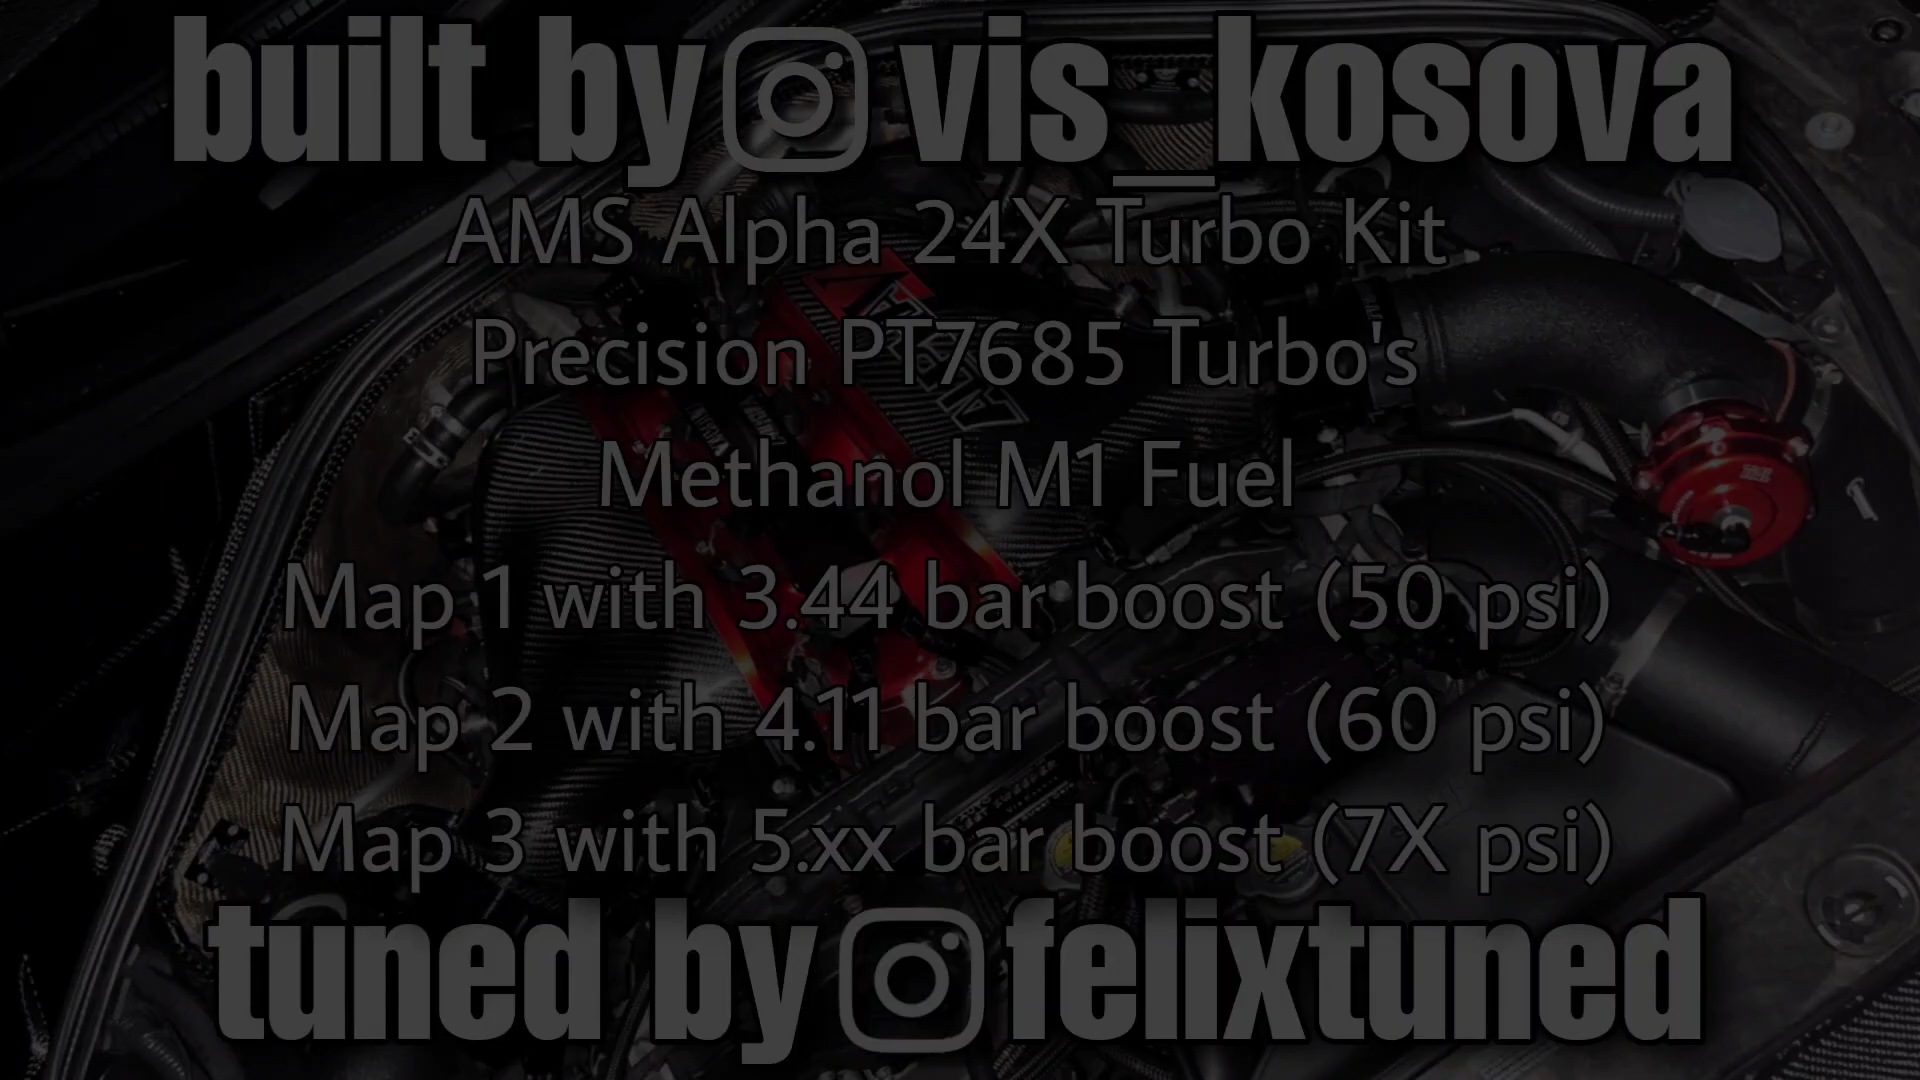 built by vis_kosova
AMS Alpha 24X Turbo Kit
Precision PT7685 Turbo's
Methanol M1 Fuel
Map 1 with 3.44 bar boost (50 psi)
Map 2 with 4.11 bar boost (60 psi)
Map 3 with 5.xx bar boost (7X psi)
tuned by felixtuned